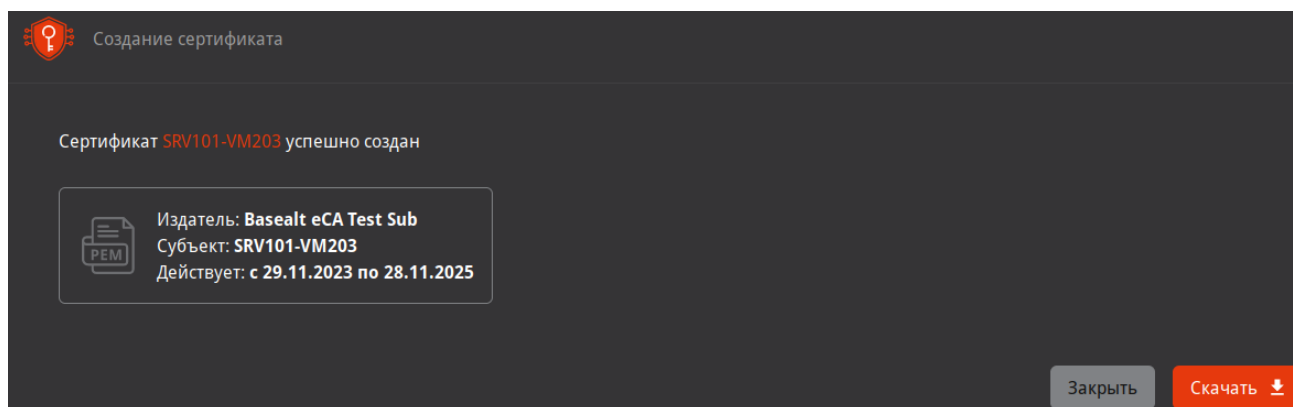 Создание сертификата
Сертификат SRV101-VM203 успешно создан
Издатель: Basealt eCA Test Sub
Субъект: SRV101-VM203
Действует: с 29.11.2023 по 28.11.2025
PEM
Закрыть
Скачать